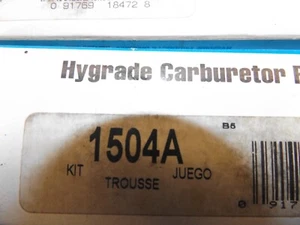 0 91769 18472 8
Hygrade Carburetor
B5
1504A
KIT JUEGO
TROUSSE
0 917